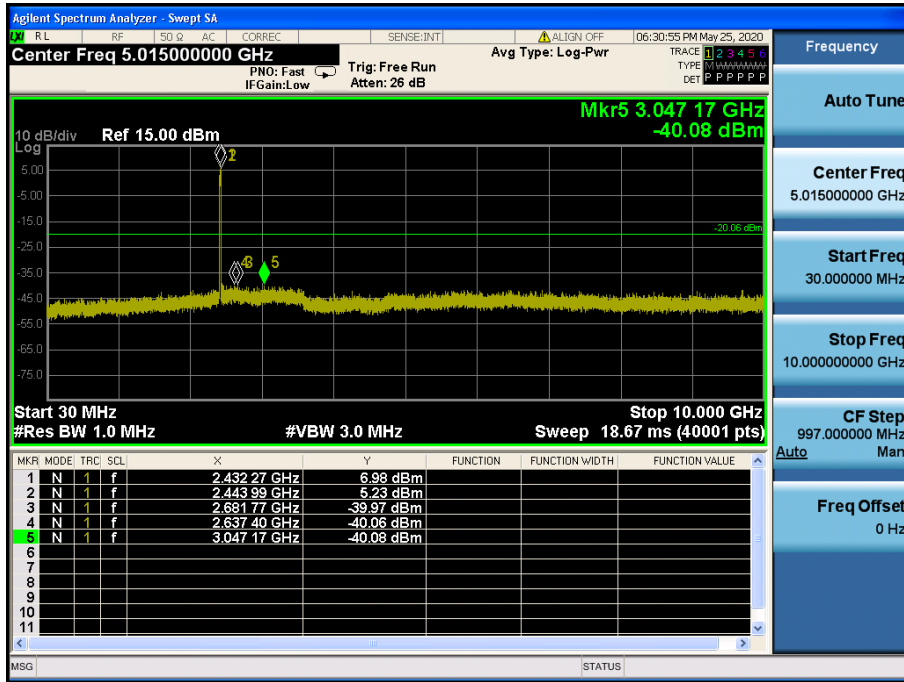 Agilent Spectrum Analyzer - Swept SA
LXI RL RF 50 Ω AC CORREC SENSE:INT ALIGN OFF 06:30:55 PM May 25, 2020
Center Freq 5.015000000 GHz
PNO: Fast
IFGain:Low
Trig: Free Run
Atten: 26 dB
Avg Type: Log-Pwr
TRACE 1 2 3 4 5 6
TYPE M WWWWW
DET P P P P P P
Frequency
Auto Tune
Center Freq
5.015000000 GHz
Start Freq
30.000000 MHz
Stop Freq
10.000000000 GHz
CF Step
997.000000 MHz
Auto Man
Freq Offset
0 Hz
Mkr5 3.047 17 GHz
-40.08 dBm
10 dB/div Ref 15.00 dBm
Log
5.00
-5.00
-15.0
-25.0
-35.0
-45.0
-55.0
-65.0
-75.0
1 2
-20.06 dBm
4 3 5
Start 30 MHz Stop 10.000 GHz
#Res BW 1.0 MHz #VBW 3.0 MHz Sweep 18.67 ms (40001 pts)
MKR MODE TRC SCL X Y FUNCTION FUNCTION WIDTH FUNCTION VALUE
1 N 1 f 2.432 27 GHz 6.98 dBm
2 N 1 f 2.443 99 GHz 5.23 dBm
3 N 1 f 2.681 77 GHz -39.97 dBm
4 N 1 f 2.637 40 GHz -40.06 dBm
5 N 1 f 3.047 17 GHz -40.08 dBm
6
7
8
9
10
11
MSG STATUS